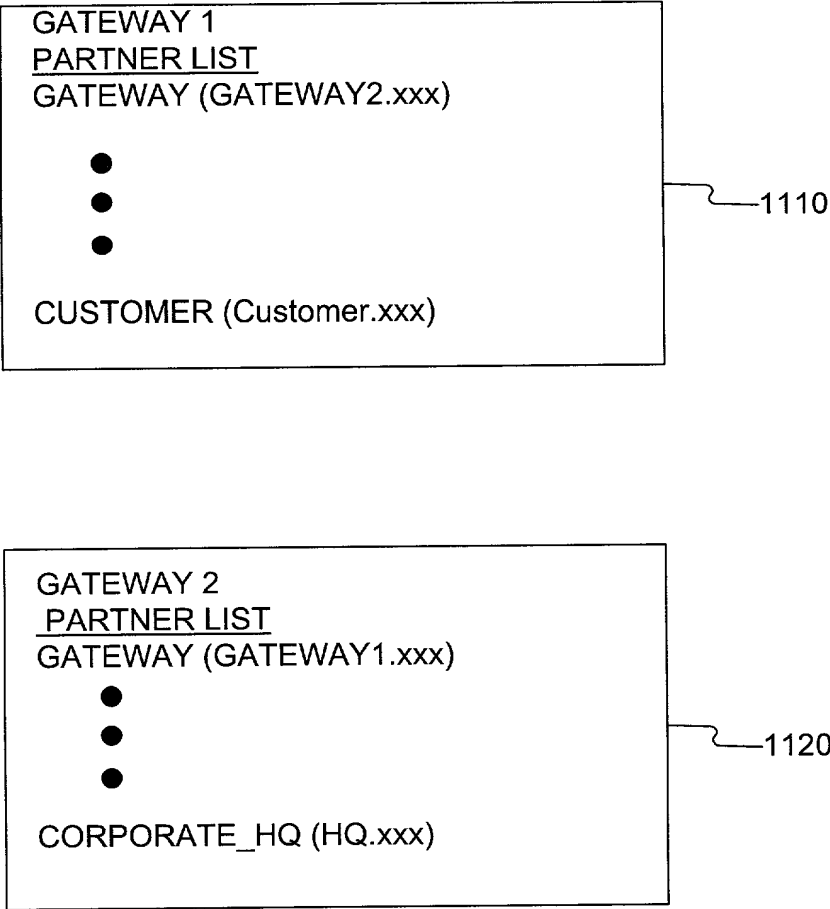 GATEWAY 1
PARTNER LIST
GATEWAY (GATEWAY2.xxx)
CUSTOMER (Customer.xxx)
1110
GATEWAY 2
PARTNER LIST
GATEWAY (GATEWAY1.xxx)
CORPORATE_HQ (HQ.xxx)
1120